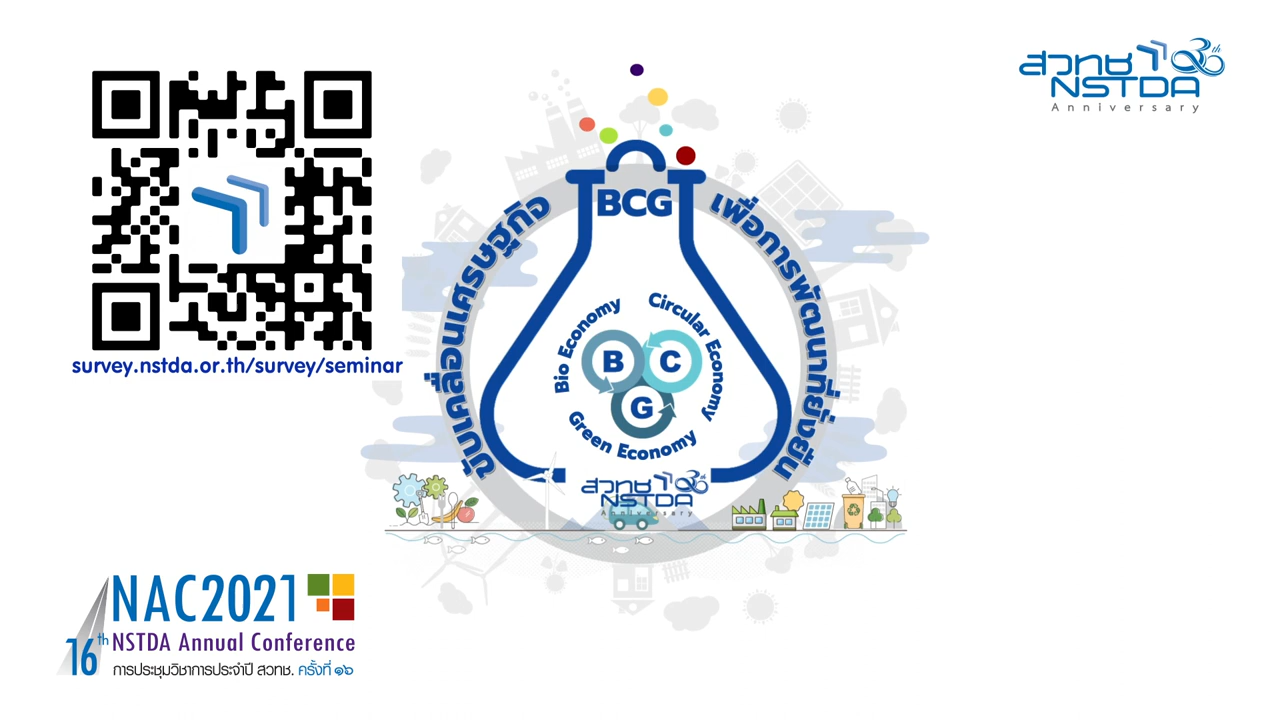 survey.nstda.or.th/survey/seminar
สวทช
NSTDA
Anniversary
BCG
ขับเคลื่อนเศรษฐกิจ
เพื่อการพัฒนาที่ยั่งยืน
Bio Economy
Circular Economy
Green Economy
B
C
G
สวทช
NSTDA
Anniversary
NAC2021
16th NSTDA Annual Conference
การประชุมวิชาการประจำปี สวทช. ครั้งที่ ๑๖